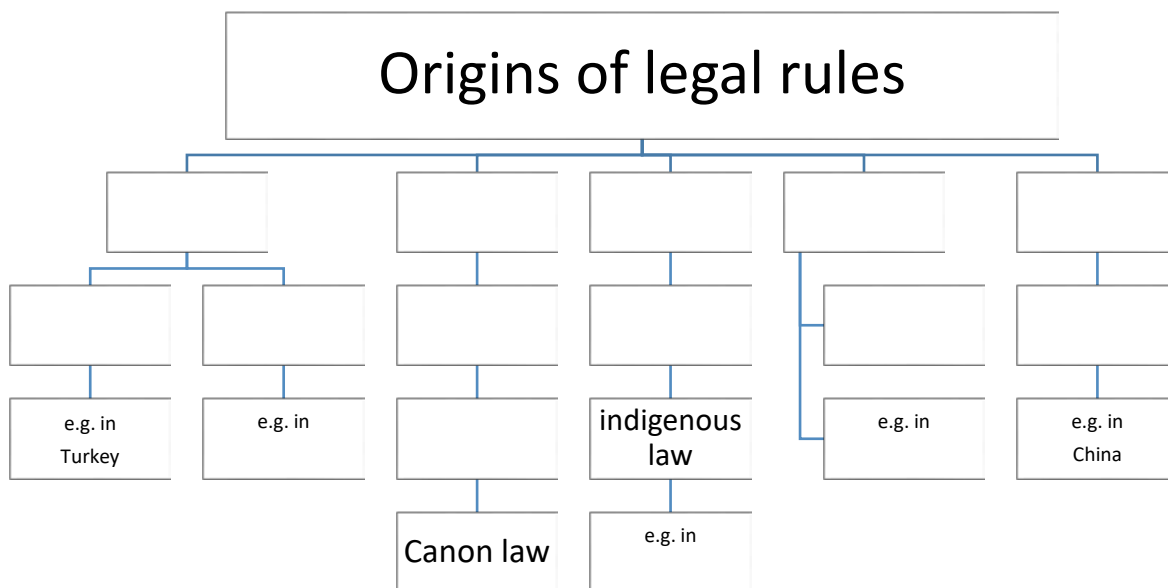 Origins of legal rules
e.g. in
Turkey
e.g. in
indigenous
law
e.g. in
e.g. in
China
Canon law
e.g. in